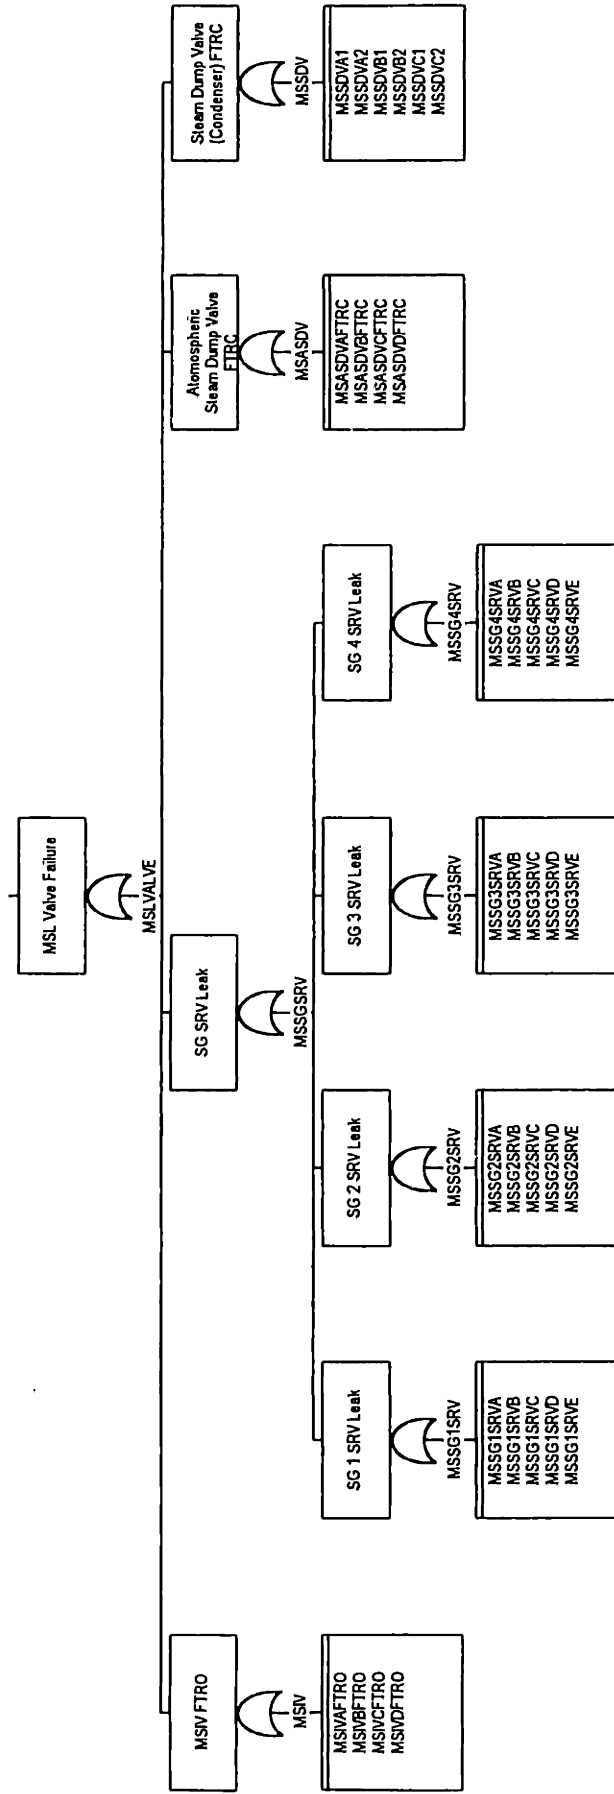 MSL Valve Failure
MSLVALVE
MSIV FTRO
MSIV
MSIVAFTRO
MSIVBFTRO
MSIVCFTRO
MSIVDFTRO
SG SRV Leak
MSSGSRV
Atomospheric
Steam Dump Valve
FTRC
MSASDV
MSASDVAFTRC
MSASDVBFTRC
MSASDVCFTRC
MSASDVDFTRC
Steam Dump Valve
(Condenser) FTRC
MSSDV
MSSDVA1
MSSDVA2
MSSDVB1
MSSDVB2
MSSDVC1
MSSDVC2
SG 1 SRV Leak
MSSG1SRV
MSSG1SRVA
MSSG1SRVB
MSSG1SRVC
MSSG1SRVD
MSSG1SRVE
SG 2 SRV Leak
MSSG2SRV
MSSG2SRVA
MSSG2SRVB
MSSG2SRVC
MSSG2SRVD
MSSG2SRVE
SG 3 SRV Leak
MSSG3SRV
MSSG3SRVA
MSSG3SRVB
MSSG3SRVC
MSSG3SRVD
MSSG3SRVE
SG 4 SRV Leak
MSSG4SRV
MSSG4SRVA
MSSG4SRVB
MSSG4SRVC
MSSG4SRVD
MSSG4SRVE